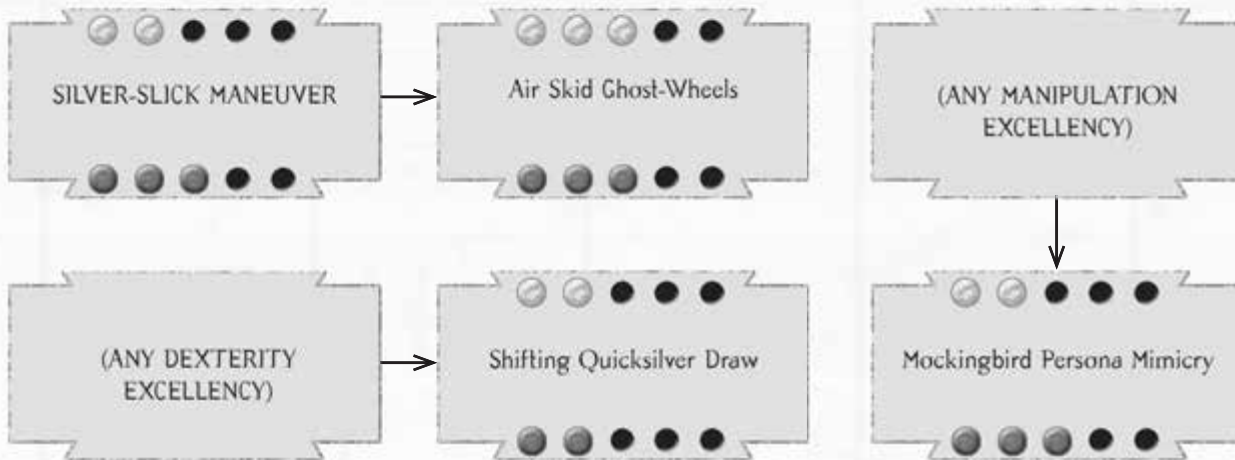 SILVER-SLICK MANEUVER
Air Skid Ghost-Wheels
(ANY MANIPULATION
EXCELLENCY)
(ANY DEXTERITY
EXCELLENCY)
Shifting Quicksilver Draw
Mockingbird Persona Mimicry